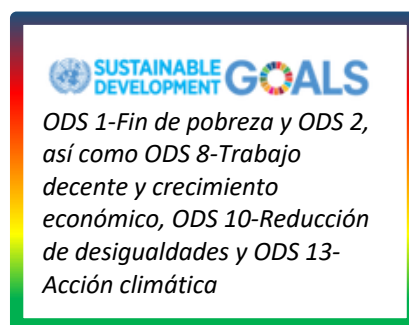 SUSTAINABLE
DEVELOPMENT GOALS
ODS 1-Fin de pobreza y ODS 2,
así como ODS 8-Trabajo
decente y crecimiento
económico, ODS 10-Reducción
de desigualdades y ODS 13-
Acción climática